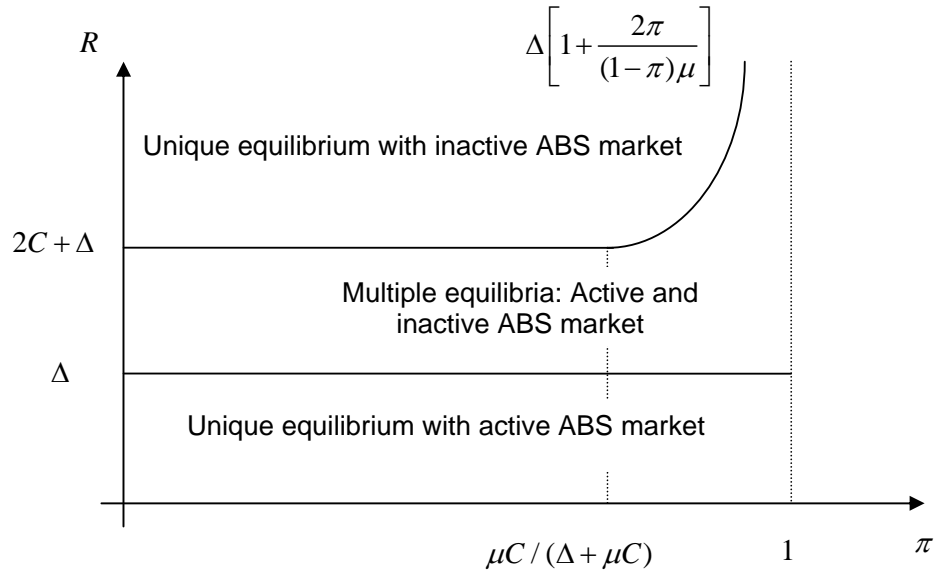 Δ[1+2π/(1−π)μ]
R
Unique equilibrium with inactive ABS market
2C + Δ
Multiple equilibria: Active and
inactive ABS market
Δ
Unique equilibrium with active ABS market
μC / (Δ + μC)
1
π